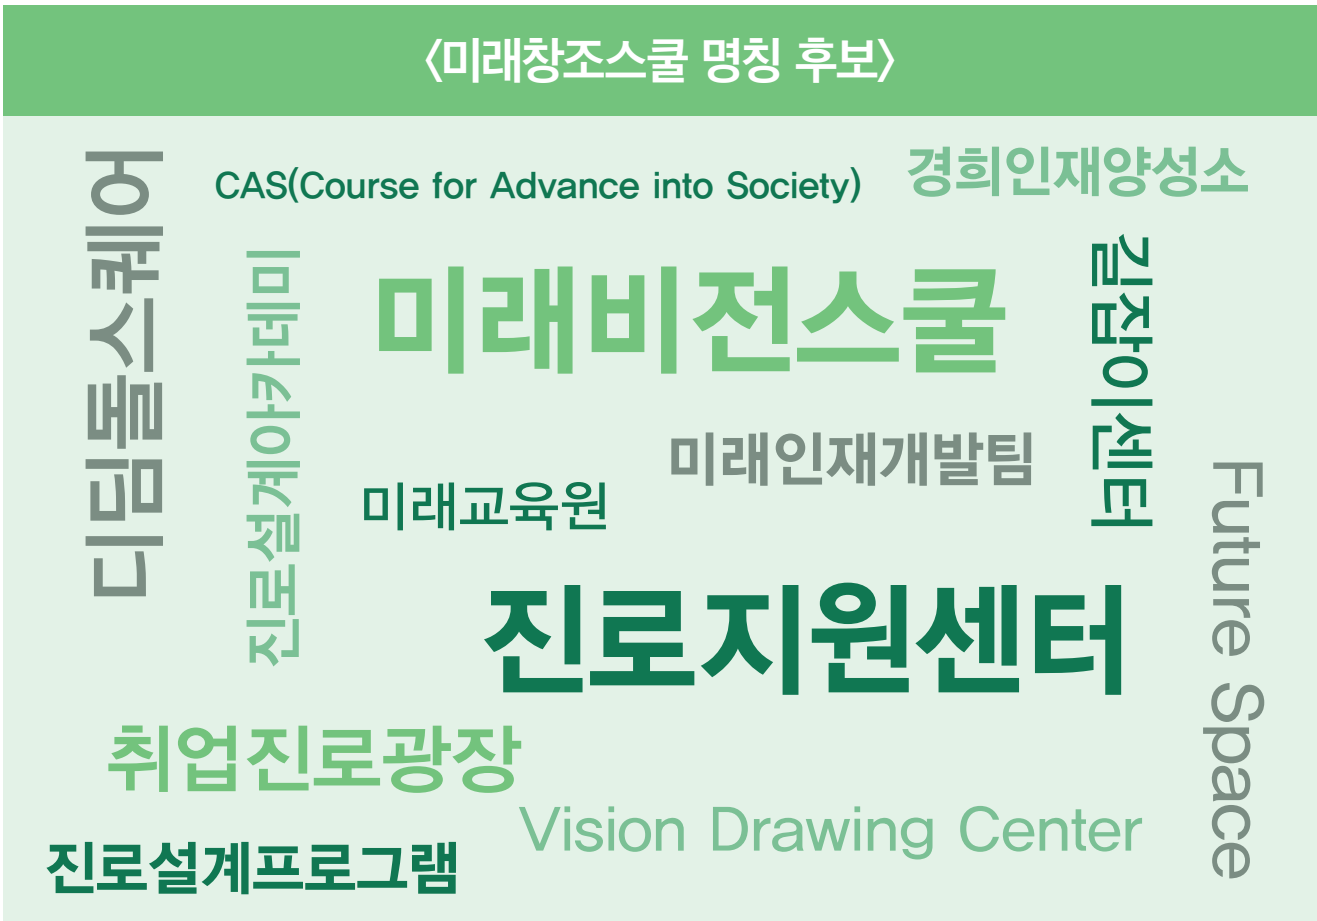 〈미래창조스쿨 명칭 후보〉
디딤돌스퀘어
CAS(Course for Advance into Society)
경희인재양성소
진로설계아카데미
미래비전스쿨
길잡이센터
미래인재개발팀
미래교육원
Future Space
진로지원센터
취업진로광장
Vision Drawing Center
진로설계프로그램